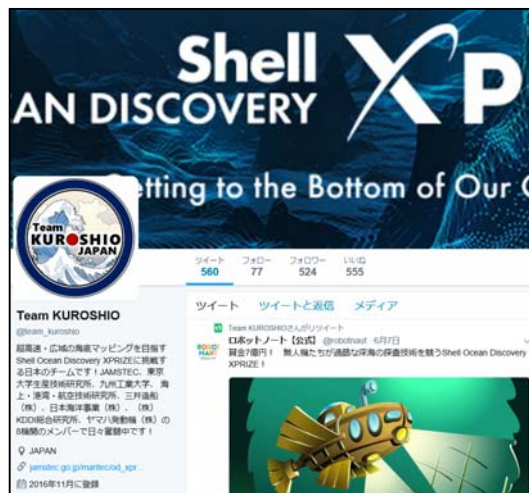 Shell
AN DISCOVERY XP
etting to the Bottom of Our
Team
KUROSHIO
JAPAN
ツイート フォロー フォロワー いいね
560 77 524 555
ツイート ツイートと返信 メディア
Team KUROSHIO
@team_kuroshio
超高速・広域の海底マッピングを目指す
Shell Ocean Discovery XPRIZEに挑戦す
る日本のチームです！JAMSTEC、東京
大学生産技術研究所、九州工業大学、海
上・港湾・航空技術研究所、三井造船
（株）、日本海洋事業（株）、（株）
KDDI総合研究所、ヤマハ発動機（株）の
8機関のメンバーで日々奮闘中です！
jamstec.go.jp/maritec/od_xpr...
2016年11月に登録
Team KUROSHIOさんがリツイート
ロボットノート【公式】 @robotnaut · 6月7日
賞金7億円！ 無人機たちが過酷な深海の探査技術を競うShell Ocean Discovery
XPRIZE！